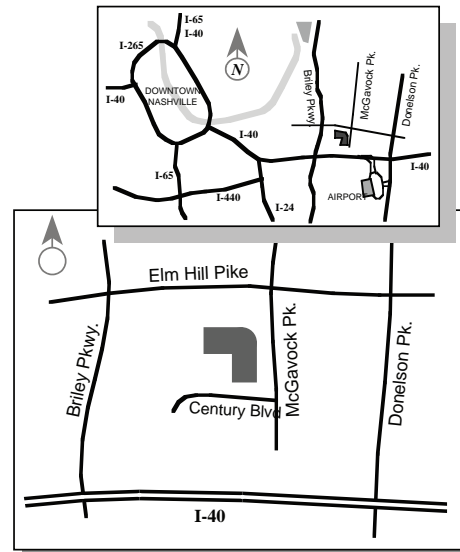 I-65
I-40
I-265
N
I-40
DOWNTOWN
NASHVILLE
Briley Pkwy
McGavock Pk.
Donelson Pk.
I-40
I-40
I-65
I-440
I-24
AIRPORT
Elm Hill Pike
Briley Pkwy.
McGavock Pk.
Donelson Pk.
Century Blvd
I-40